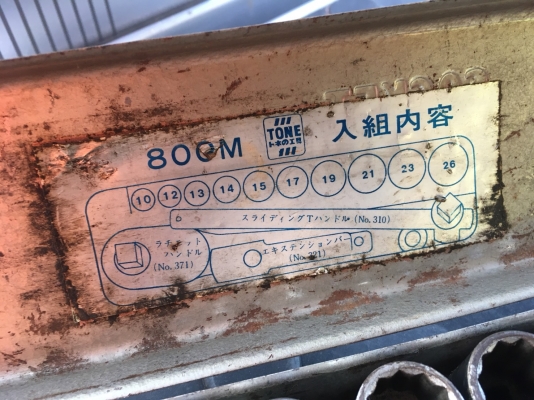 800M TONE トネの工具 入組内容
10 12 13 14 15 17 19 21 23 26
スライディングTハンドル (No. 310)
ラチェット
ハンドル
(No. 371)
エキステンションバー